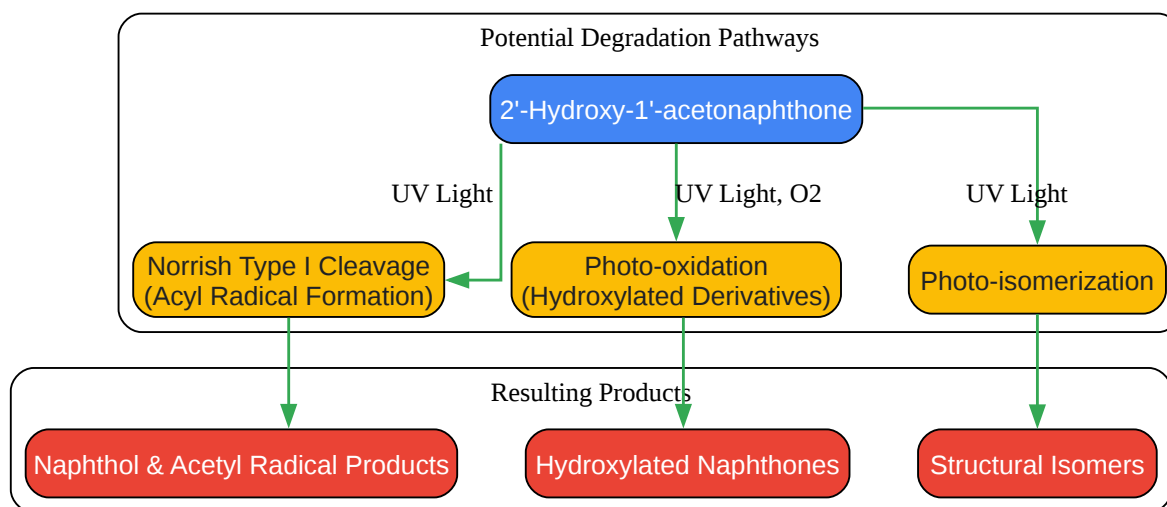 Potential Degradation Pathways
2'-Hydroxy-1'-acetonaphthone
UV Light
UV Light, O2
UV Light
Norrish Type I Cleavage
(Acyl Radical Formation)
Photo-oxidation
(Hydroxylated Derivatives)
Photo-isomerization
Resulting Products
Naphthol & Acetyl Radical Products
Hydroxylated Naphthones
Structural Isomers